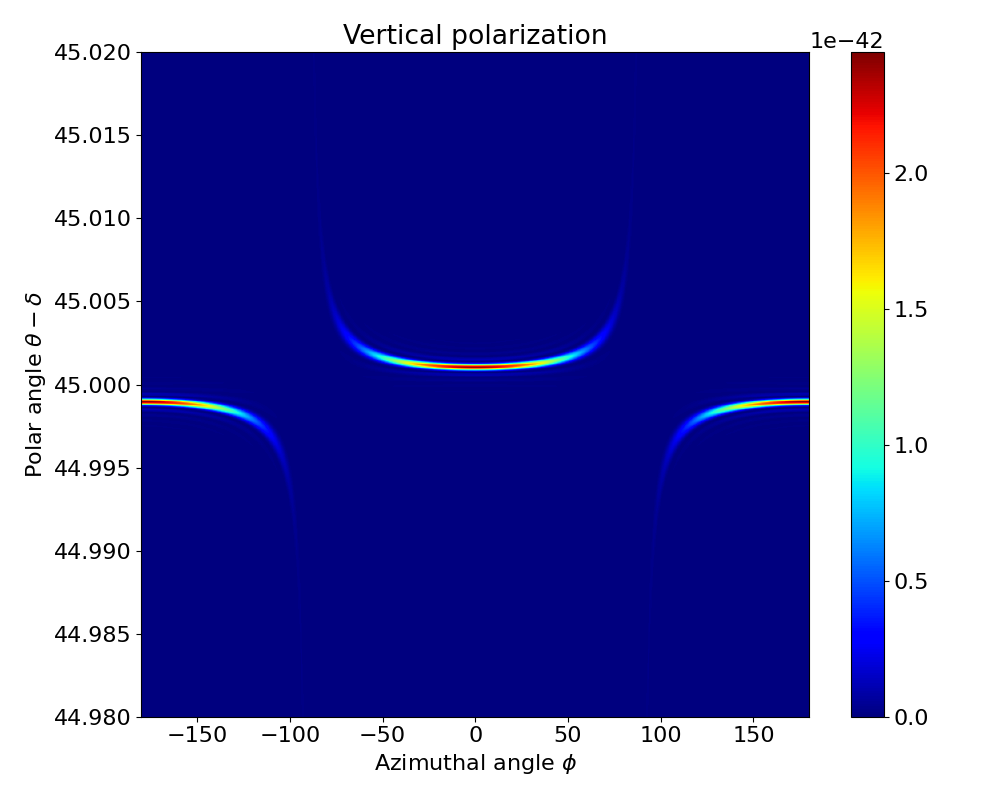 Vertical polarization
1e−42
45.020
45.015
45.010
45.005
45.000
44.995
44.990
44.985
44.980
Polar angle θ − δ
−150 −100 −50 0 50 100 150
Azimuthal angle ϕ
2.0
1.5
1.0
0.5
0.0